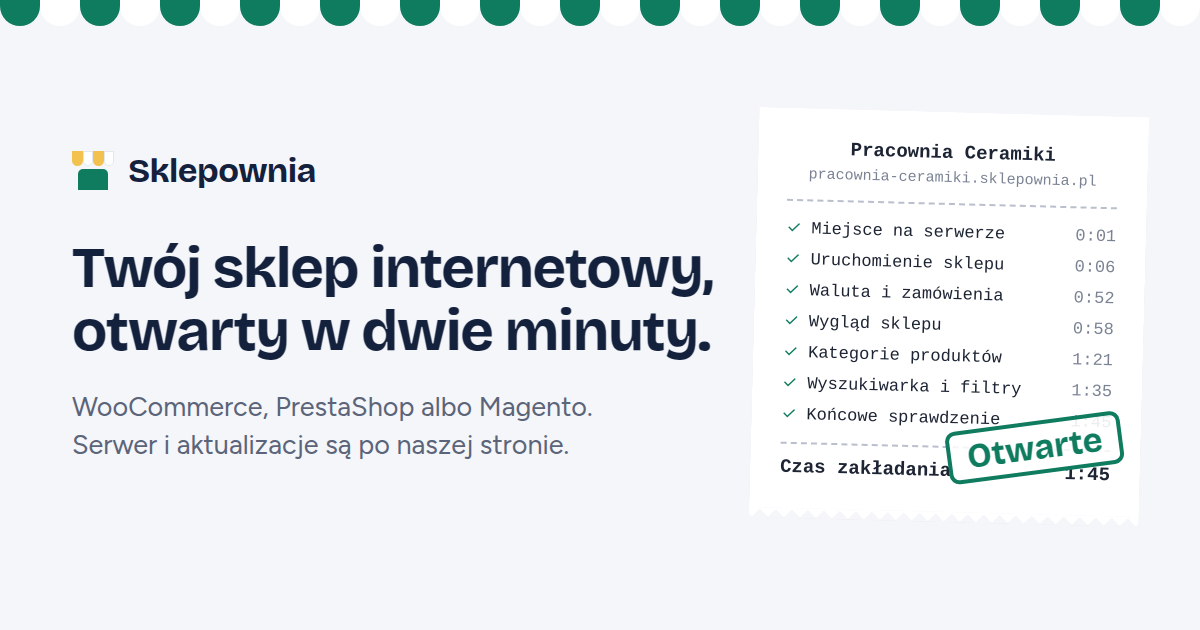 Sklepownia
Twój sklep internetowy,
otwarty w dwie minuty.
WooCommerce, PrestaShop albo Magento.
Serwer i aktualizacje są po naszej stronie.
Pracownia Ceramiki
pracownia-ceramiki.sklepownia.pl
Miejsce na serwerze 0:01
Uruchomienie sklepu 0:06
Waluta i zamówienia 0:52
Wygląd sklepu 0:58
Kategorie produktów 1:21
Wyszukiwarka i filtry 1:35
Końcowe sprawdzenie 1:45
Otwarte
Czas zakładania 1:45